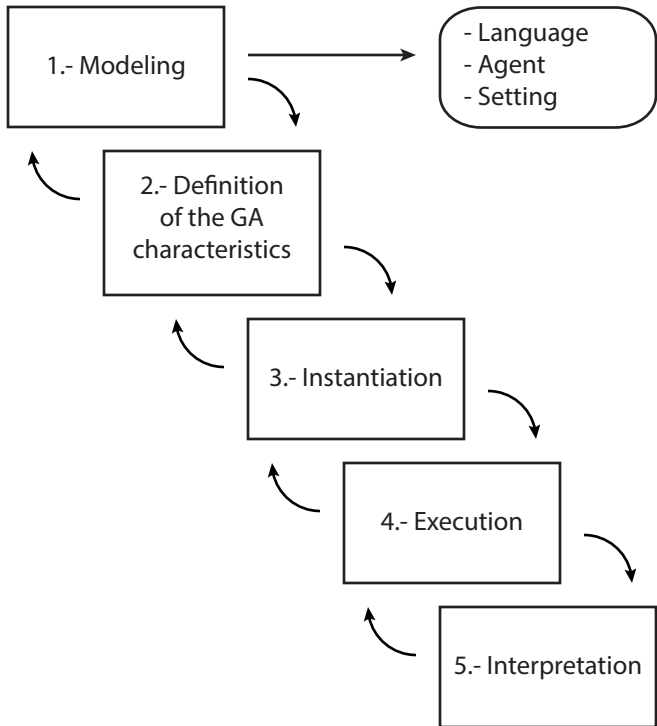 1.- Modeling
- Language
- Agent
- Setting
2.- Definition
of the GA
characteristics
3.- Instantiation
4.- Execution
5.- Interpretation